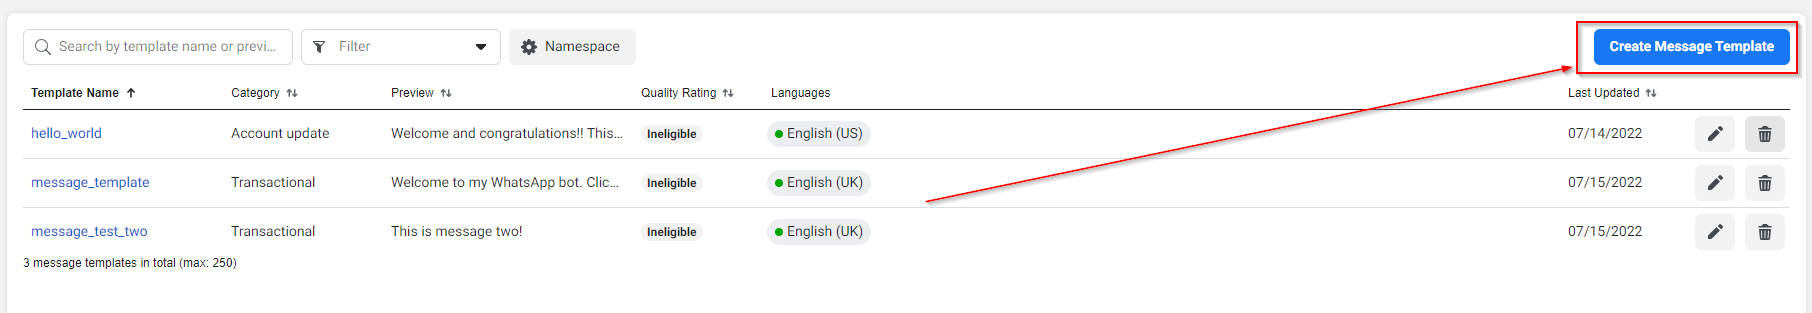 Search by template name or previ... Filter Namespace Create Message Template
Template Name Category Preview Quality Rating Languages Last Updated
hello_world Account update Welcome and congratulations!! This... Ineligible English (US) 07/14/2022
message_template Transactional Welcome to my WhatsApp bot. Clic... Ineligible English (UK) 07/15/2022
message_test_two Transactional This is message two! Ineligible English (UK) 07/15/2022
3 message templates in total (max: 250)